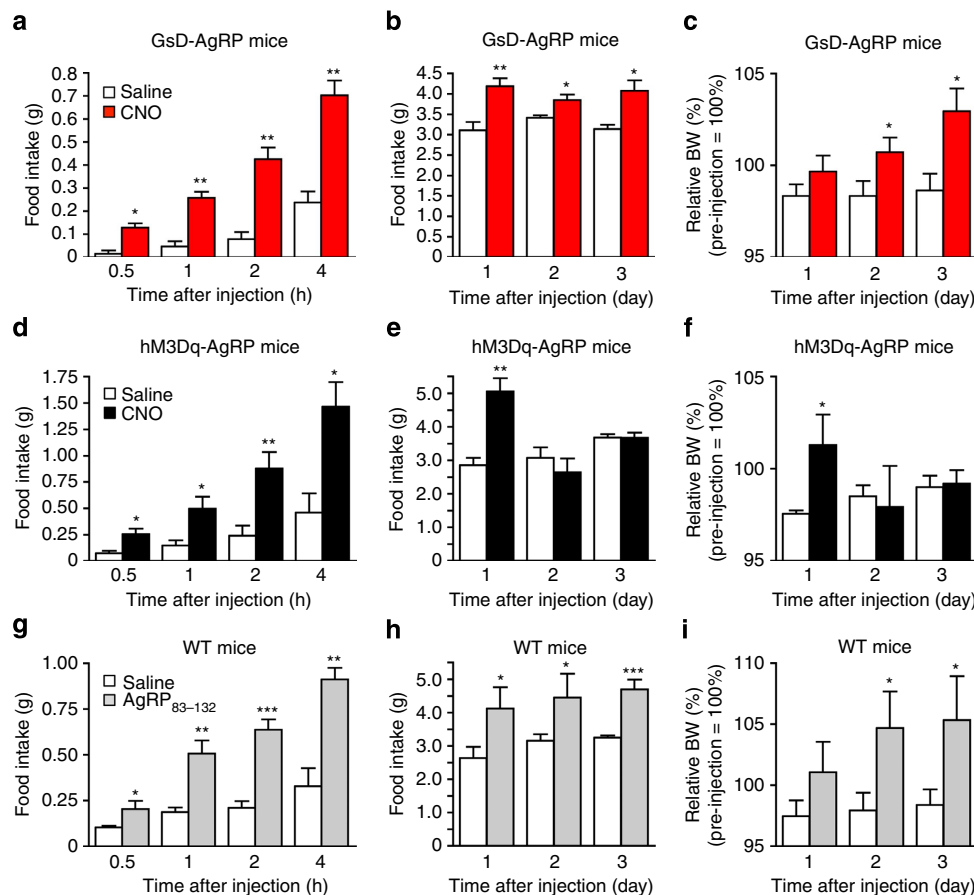 a
GsD-AgRP mice
Food intake (g)
0.8
0.7
0.6
0.5
0.4
0.3
0.2
0.1
0
Saline
CNO
*
**
**
**
0.5 1 2 4
Time after injection (h)
b
GsD-AgRP mice
Food intake (g)
4.5
4.0
3.5
3.0
4.0
3.0
2.0
1.0
5.0
0
**
*
*
1 2 3
Time after injection (day)
c
GsD-AgRP mice
Relative BW (%)
(pre-injection = 100%)
105
100
95
*
*
1 2 3
Time after injection (day)
d
hM3Dq-AgRP mice
Food intake (g)
1.75
1.50
1.25
1.00
0.75
0.50
0.25
0
Saline
CNO
*
*
**
*
0.5 1 2 4
Time after injection (h)
e
hM3Dq-AgRP mice
Food intake (g)
5.0
4.0
3.0
2.0
1.0
0
**
1 2 3
Time after injection (day)
f
hM3Dq-AgRP mice
Relative BW (%)
(pre-injection = 100%)
105
100
95
*
1 2 3
Time after injection (day)
g
WT mice
Food intake (g)
1.00
0.75
0.50
0.25
0
Saline
AgRP83–132
*
**
***
**
0.5 1 2 4
Time after injection (h)
h
WT mice
Food intake (g)
5.0
4.0
3.0
2.0
1.0
0
*
*
***
1 2 3
Time after injection (day)
i
WT mice
Relative BW (%)
(pre-injection = 100%)
110
105
100
95
*
*
1 2 3
Time after injection (day)